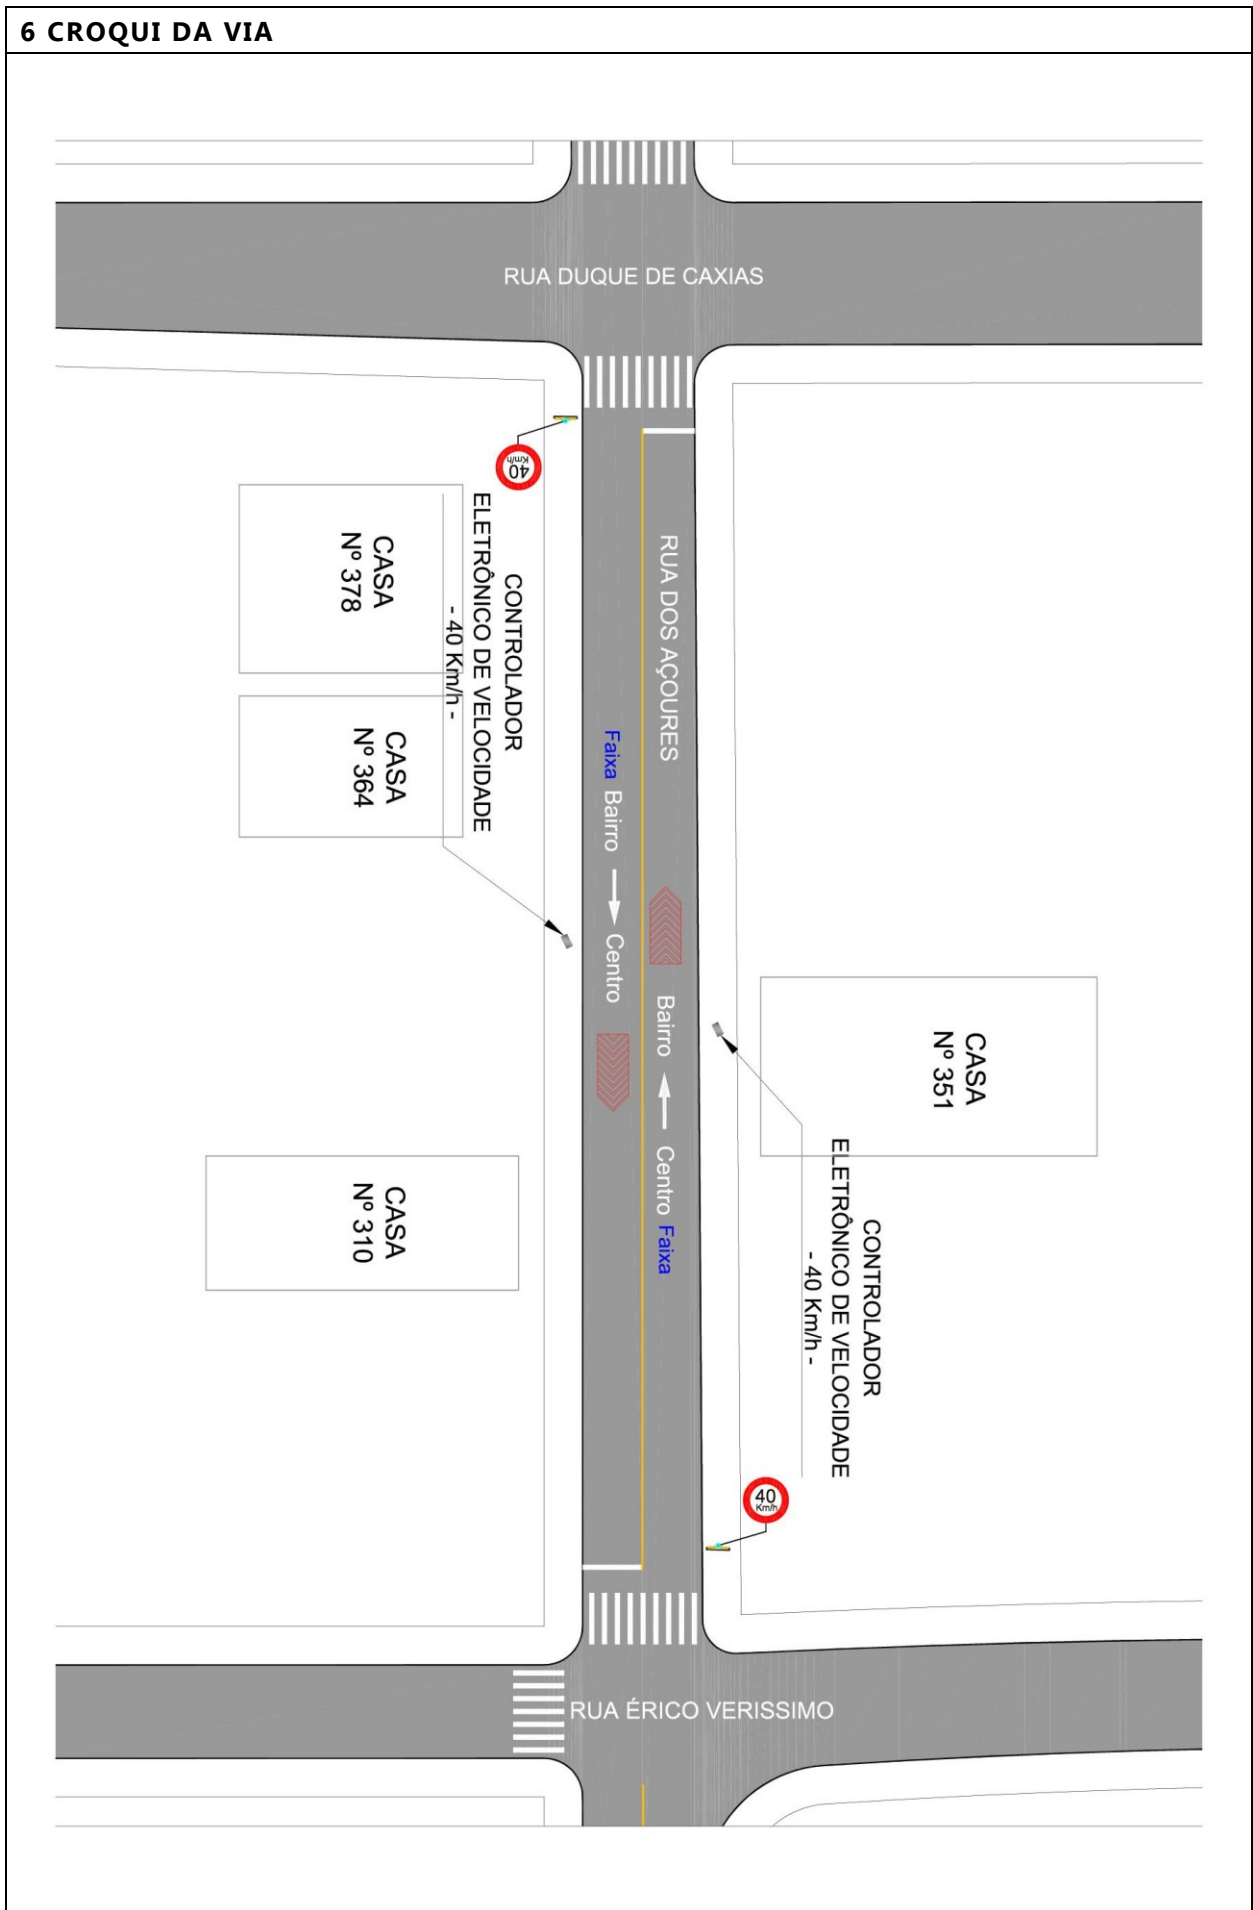 6 CROQUI DA VIA
RUA DUQUE DE CAXIAS
40
Km/h
CONTROLADOR
ELETRÔNICO DE VELOCIDADE
- 40 Km/h -
CASA
Nº 378
RUA DOS AÇOURES
CASA
Nº 364
Faixa Bairro Centro
Bairro Centro Faixa
CASA
Nº 351
CONTROLADOR
ELETRÔNICO DE VELOCIDADE
- 40 Km/h -
CASA
Nº 310
40
Km/h
RUA ÉRICO VERISSIMO